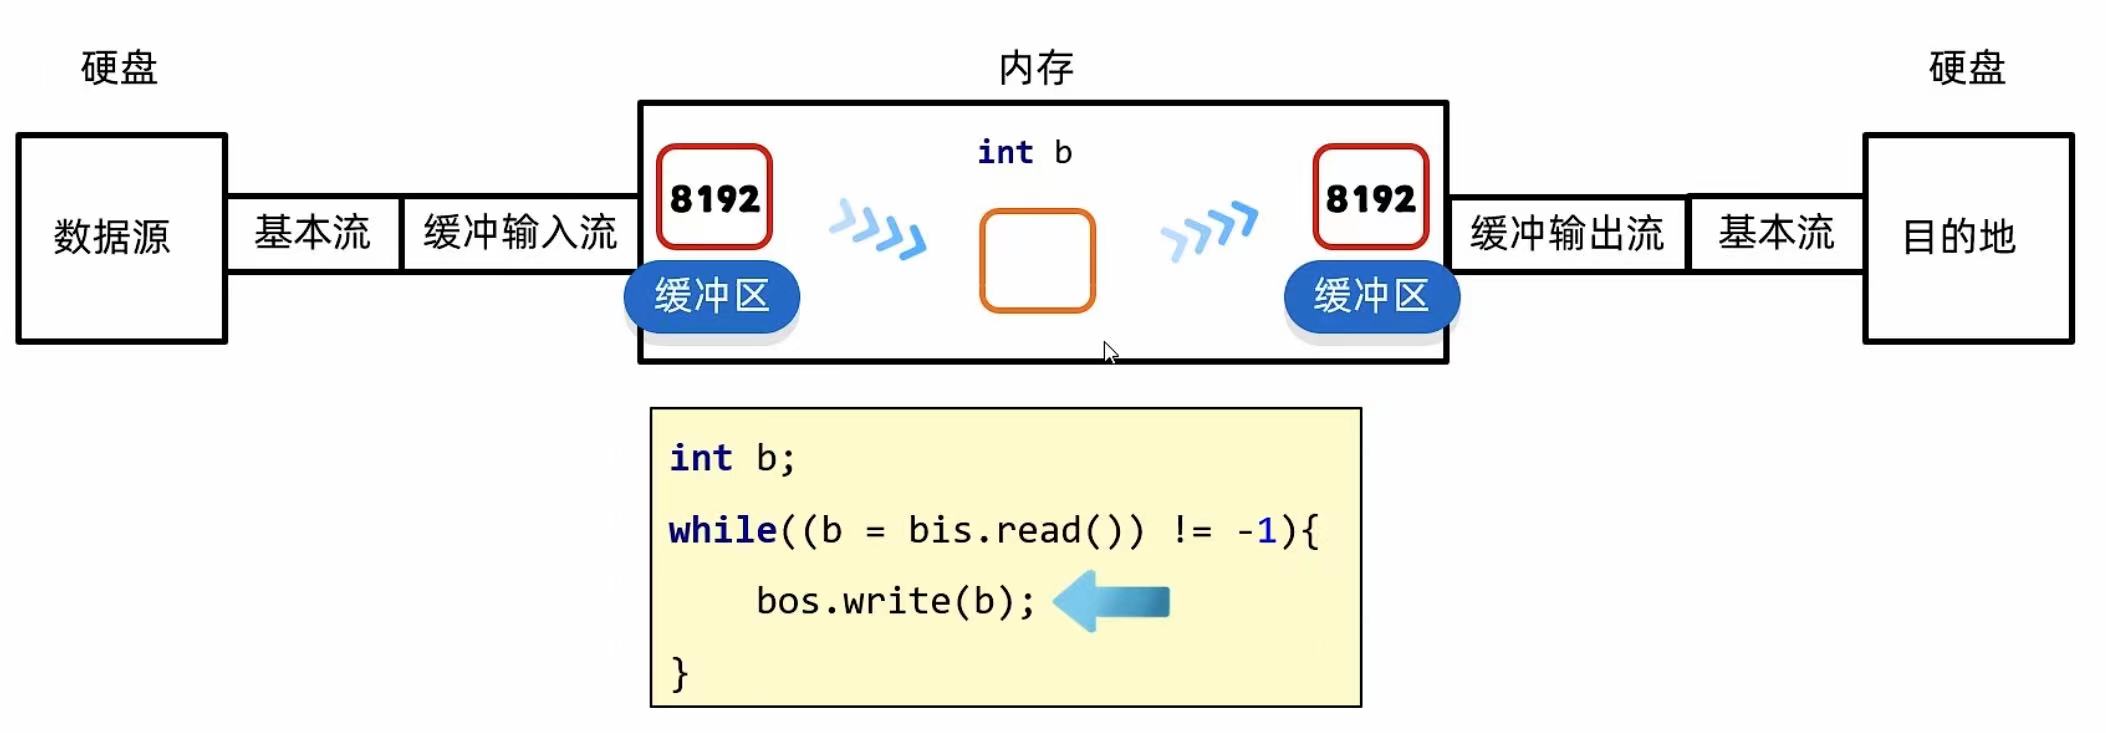 硬盘
内存
硬盘
数据源
基本流
缓冲输入流
8192
缓冲区
int b
8192
缓冲区
缓冲输出流
基本流
目的地
int b;
while((b = bis.read()) != -1){
bos.write(b);
}